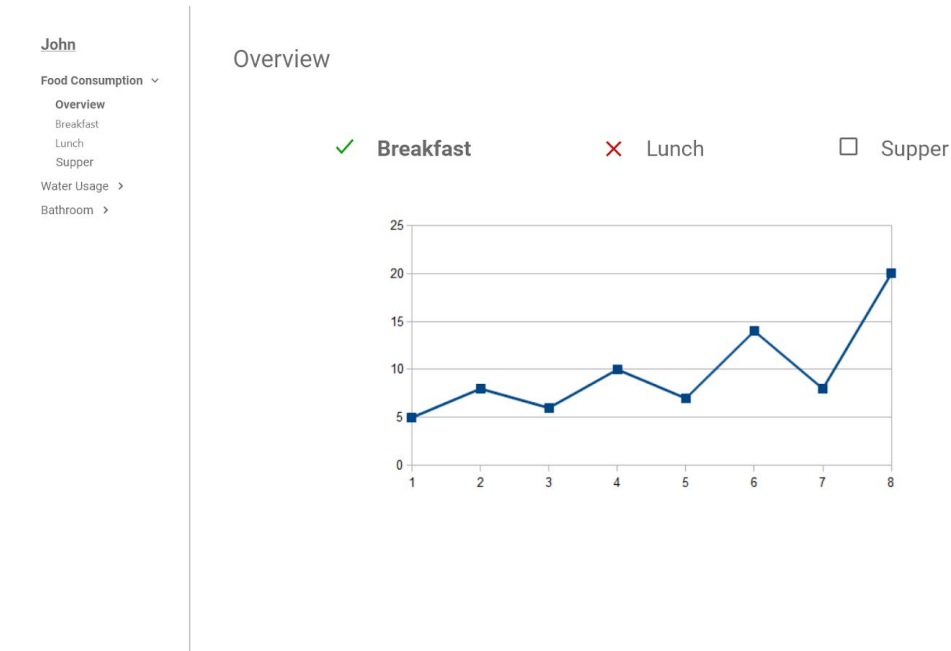 John
Food Consumption
Overview
Breakfast
Lunch
Supper
Water Usage
Bathroom
Overview
Breakfast Lunch Supper
25
20
15
10
5
0
1 2 3 4 5 6 7 8